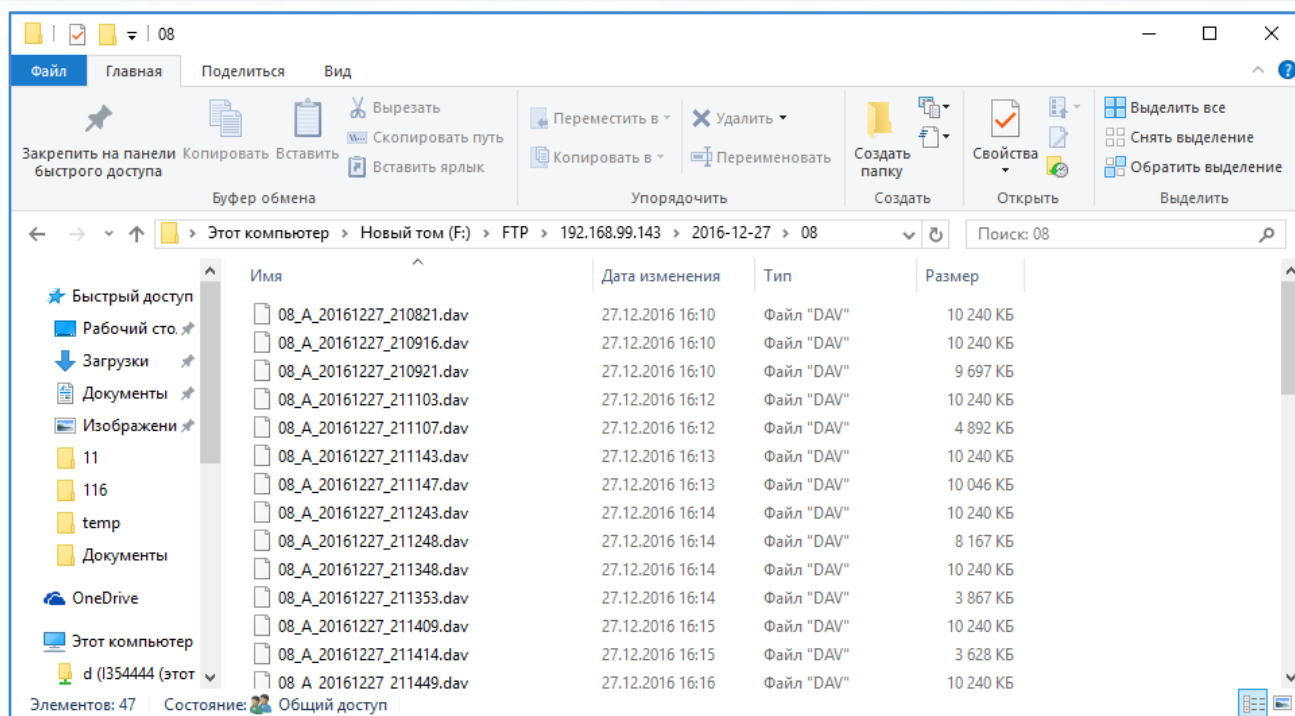 08
Файл Главная Поделиться Вид
Закрепить на панели быстрого доступа
Копировать
Вставить
Вырезать
Скопировать путь
Вставить ярлык
Буфер обмена
Переместить в
Копировать в
Удалить
Переименовать
Упорядочить
Создать папку
Создать
Свойства
Открыть
Выделить все
Снять выделение
Обратить выделение
Выделить
Этот компьютер > Новый том (F:) > FTP > 192.168.99.143 > 2016-12-27 > 08
Поиск: 08
Быстрый доступ
Рабочий сто.
Загрузки
Документы
Изображени
11
116
temp
Документы
OneDrive
Этот компьютер
d (l354444 (этот
Имя Дата изменения Тип Размер
08_A_20161227_210821.dav 27.12.2016 16:10 Файл "DAV" 10 240 КБ
08_A_20161227_210916.dav 27.12.2016 16:10 Файл "DAV" 10 240 КБ
08_A_20161227_210921.dav 27.12.2016 16:10 Файл "DAV" 9 697 КБ
08_A_20161227_211103.dav 27.12.2016 16:12 Файл "DAV" 10 240 КБ
08_A_20161227_211107.dav 27.12.2016 16:12 Файл "DAV" 4 892 КБ
08_A_20161227_211143.dav 27.12.2016 16:13 Файл "DAV" 10 240 КБ
08_A_20161227_211147.dav 27.12.2016 16:13 Файл "DAV" 10 046 КБ
08_A_20161227_211243.dav 27.12.2016 16:14 Файл "DAV" 10 240 КБ
08_A_20161227_211248.dav 27.12.2016 16:14 Файл "DAV" 8 167 КБ
08_A_20161227_211348.dav 27.12.2016 16:14 Файл "DAV" 10 240 КБ
08_A_20161227_211353.dav 27.12.2016 16:14 Файл "DAV" 3 867 КБ
08_A_20161227_211409.dav 27.12.2016 16:15 Файл "DAV" 10 240 КБ
08_A_20161227_211414.dav 27.12.2016 16:15 Файл "DAV" 3 628 КБ
08_A_20161227_211449.dav 27.12.2016 16:16 Файл "DAV" 10 240 КБ
Элементов: 47 Состояние: Общий доступ